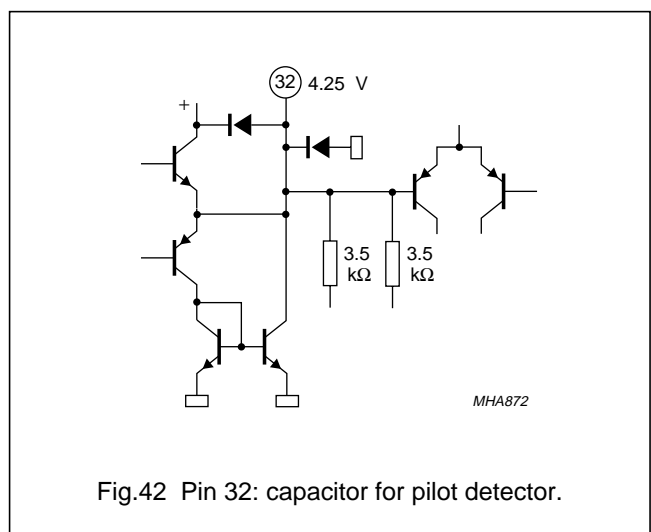 32 4.25 V
+
3.5
kΩ
3.5
kΩ
MHA872
Fig.42 Pin 32: capacitor for pilot detector.